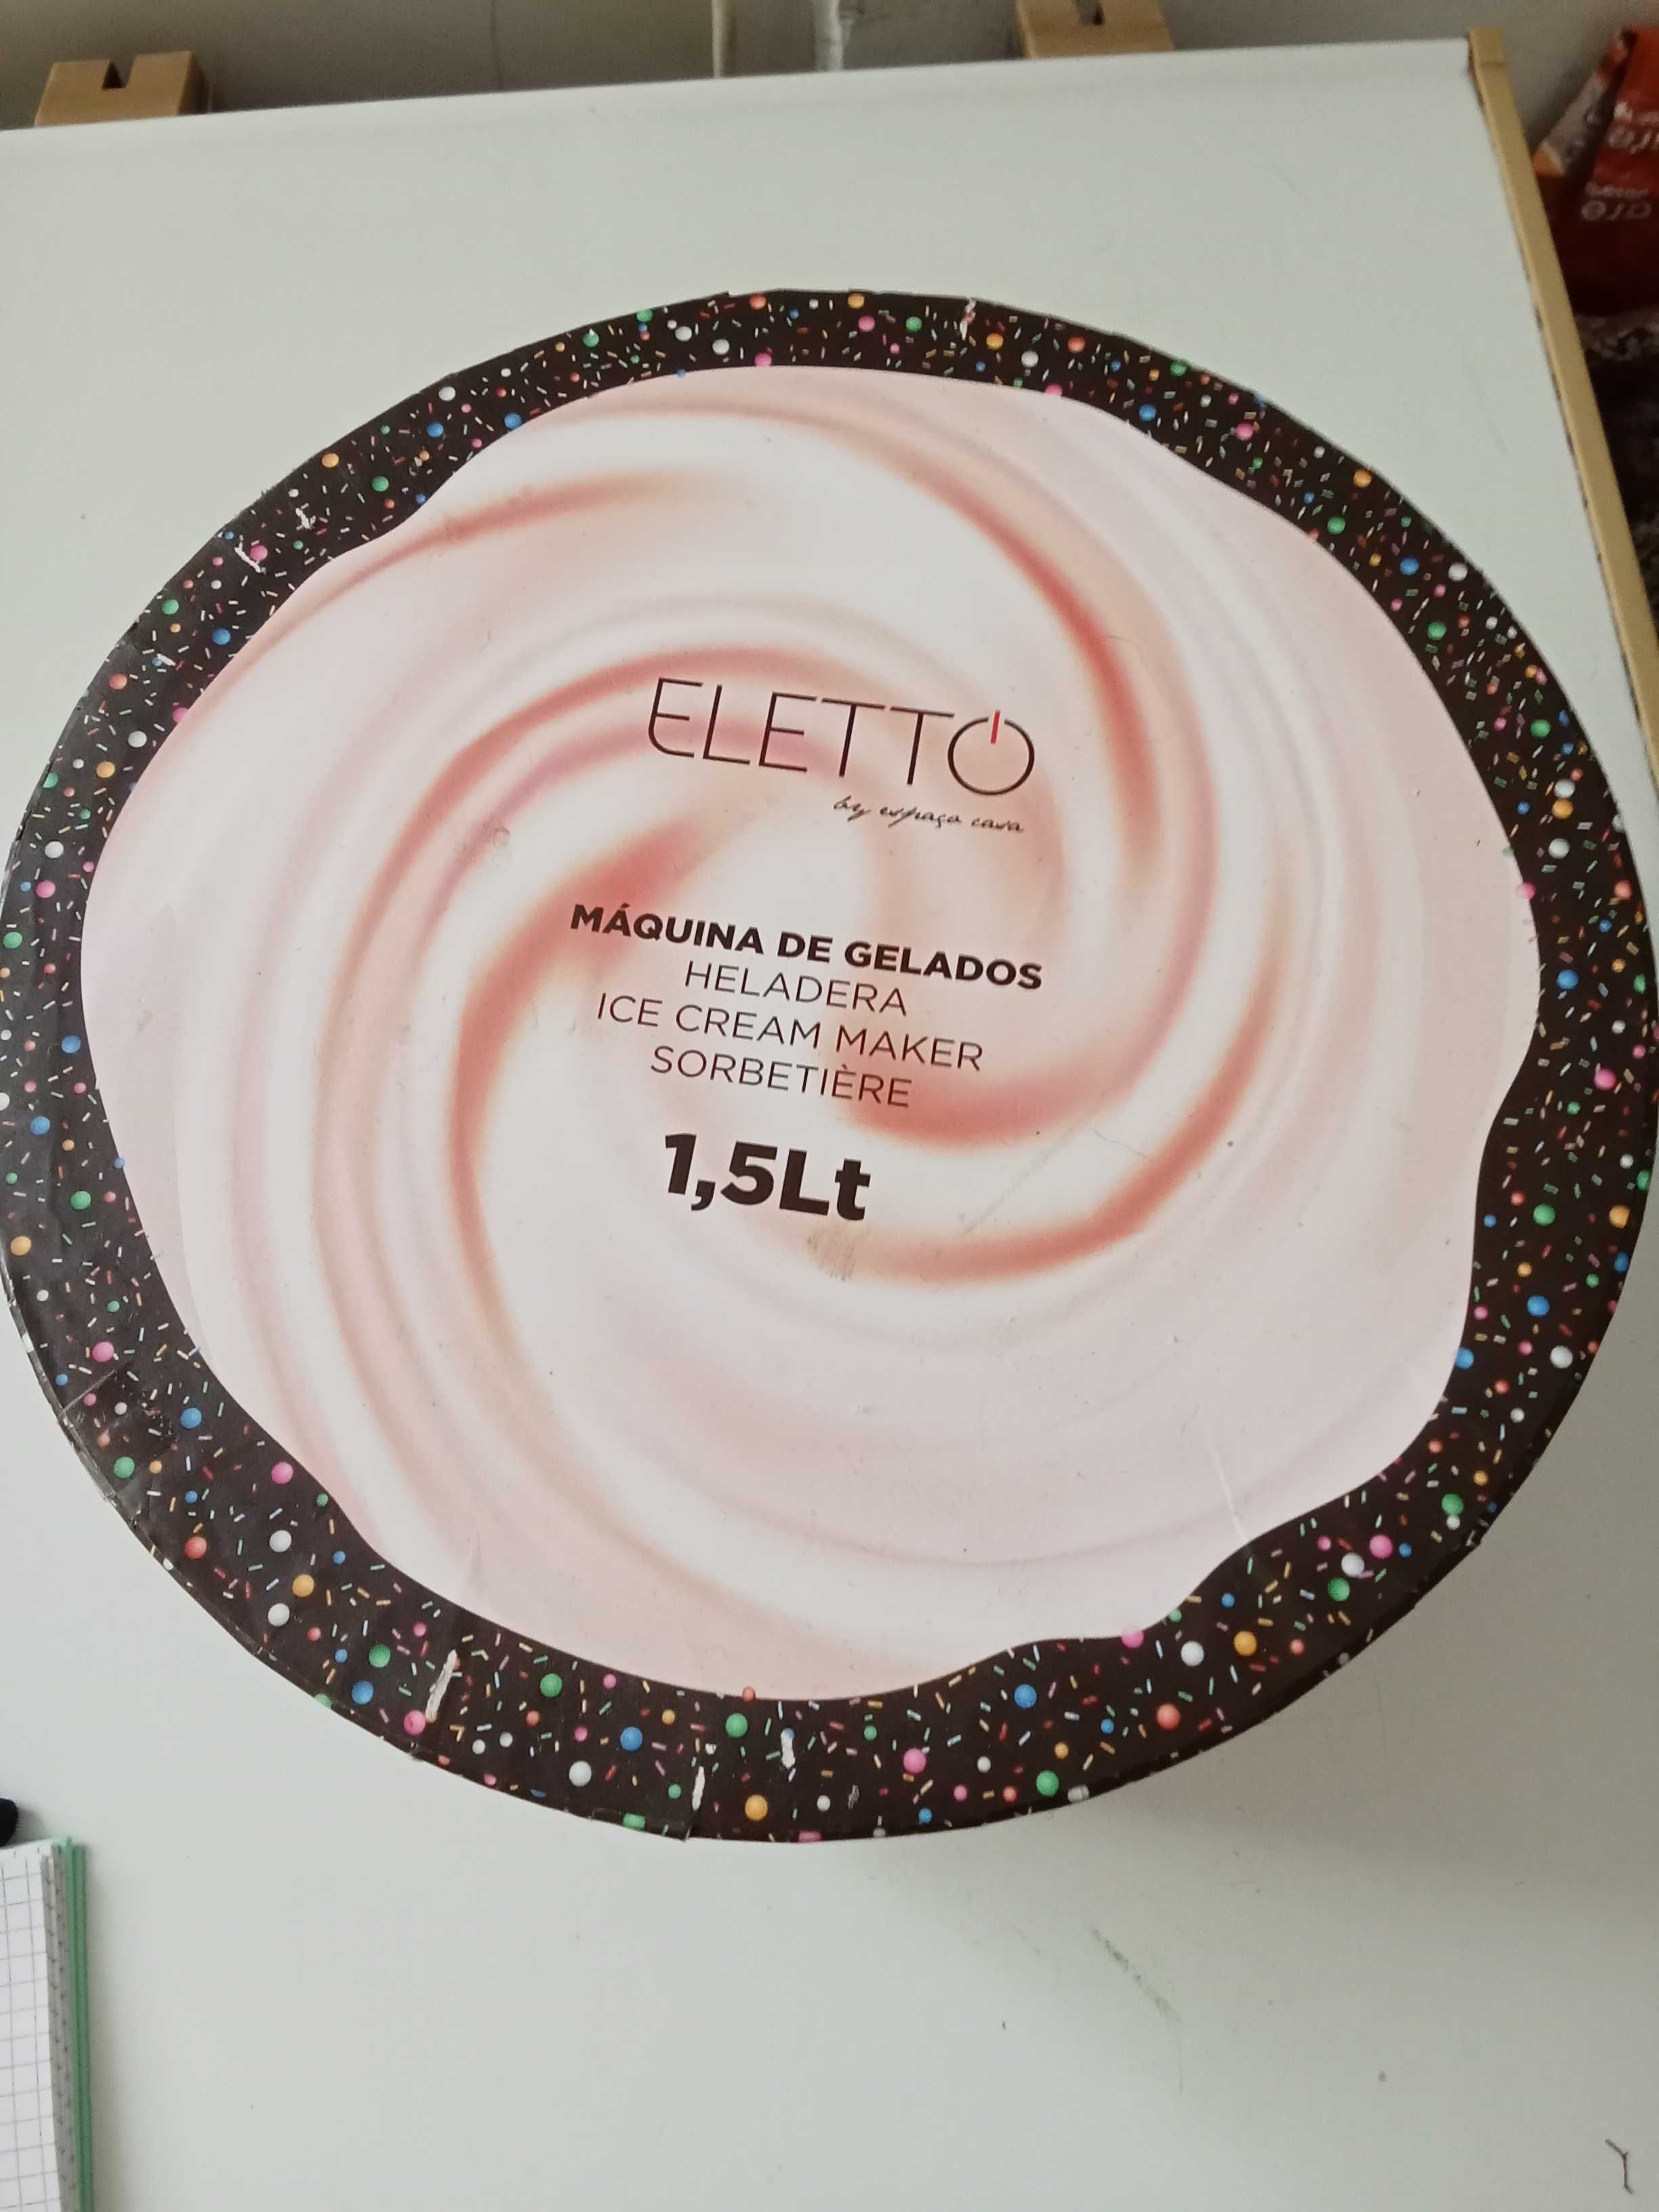 ELETTO
by espaço casa
MÁQUINA DE GELADOS
HELADERA
ICE CREAM MAKER
SORBETIÈRE
1,5Lt